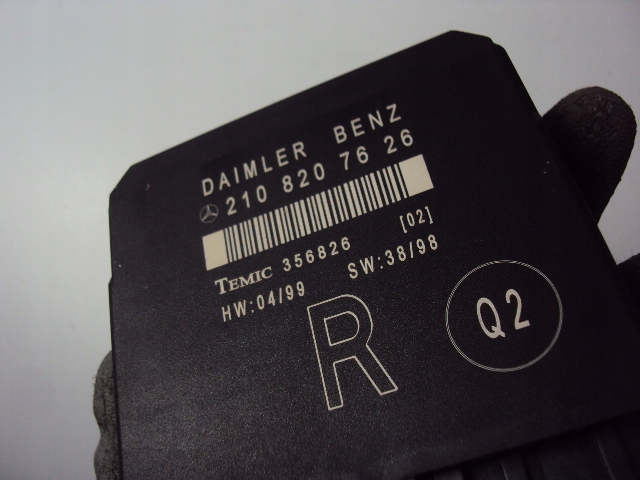 DAIMLER BENZ
210 820 76 26
TEMIC 356826 [02]
HW:04/99 SW:38/98
R
Q2